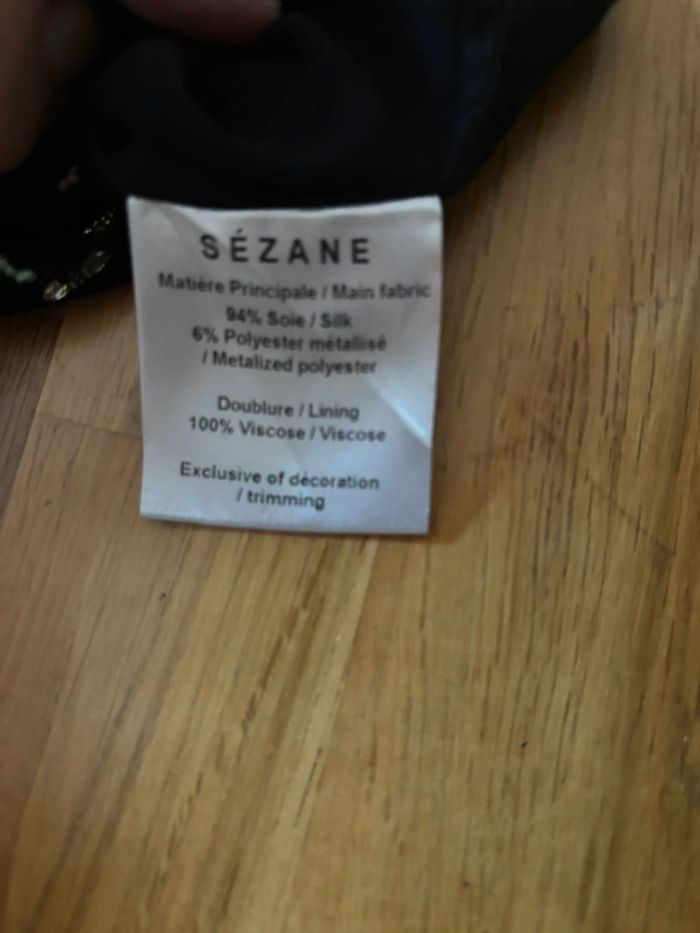 SÉZANE
Matière Principale / Main fabric
94% Soie / Silk
6% Polyester métallisé
/ Metalized polyester
Doublure / Lining
100% Viscose / Viscose
Exclusive of décoration
/ trimming